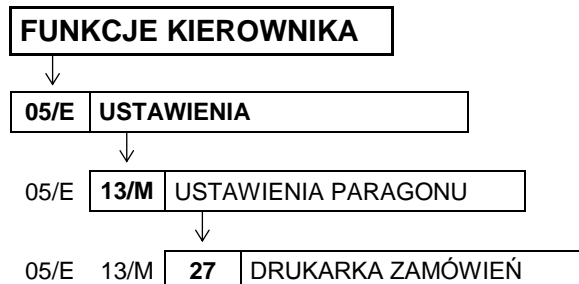 FUNKCJE KIEROWNIKA
05/E USTAWIENIA
05/E 13/M USTAWIENIA PARAGONU
05/E 13/M 27 DRUKARKA ZAMÓWIEŃ